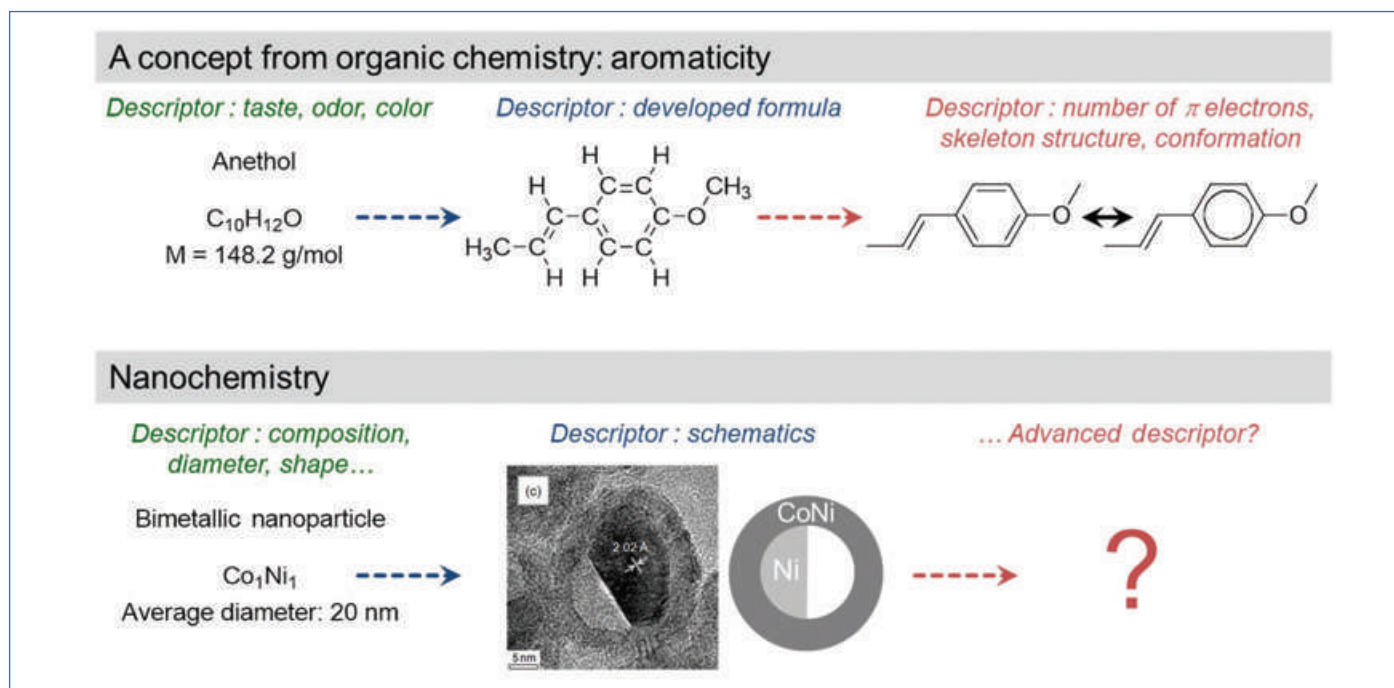 A concept from organic chemistry: aromaticity
Descriptor : taste, odor, color
Anethol
C₁₀H₁₂O
M = 148.2 g/mol
Descriptor : developed formula
H H
H C=C CH₃
C-C C-O
H₃C-C C-C
H H H
Descriptor : number of π electrons,
skeleton structure, conformation
O
O
Nanochemistry
Descriptor : composition,
diameter, shape…
Bimetallic nanoparticle
Co₁Ni₁
Average diameter: 20 nm
Descriptor : schematics
(c)
2.02 Å
5 nm
CoNi
Ni
… Advanced descriptor?
?